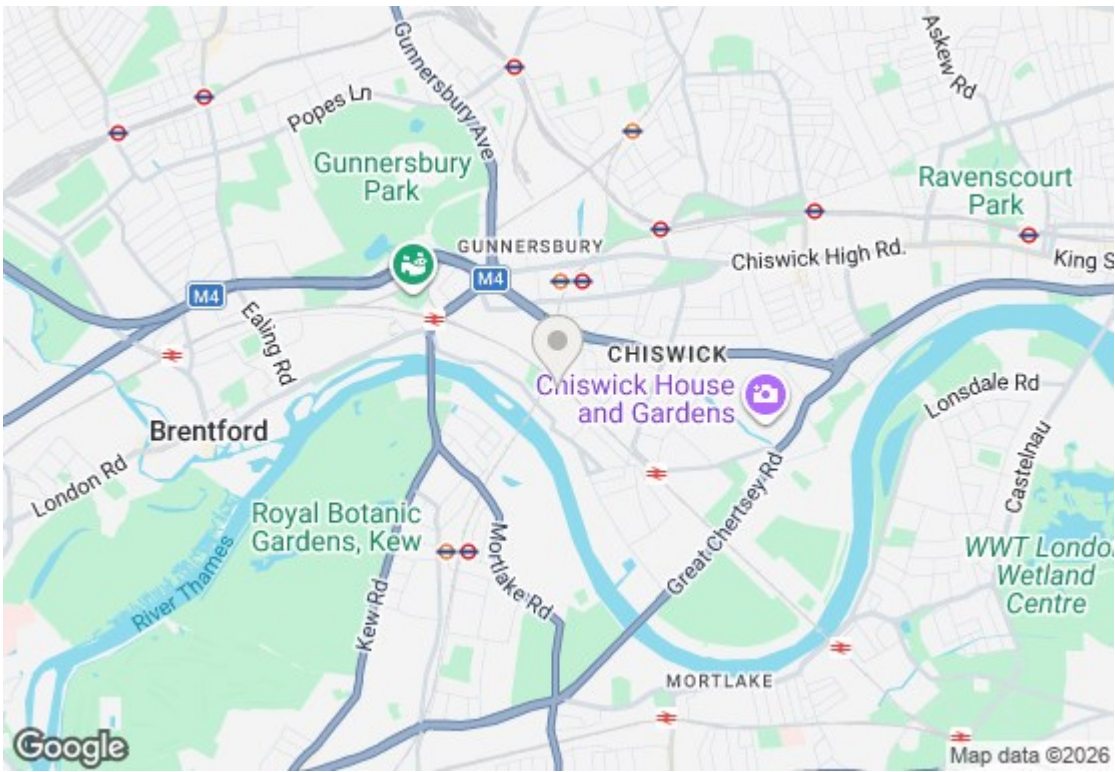 Askew Rd
Gunnersbury Ave
Popes Ln
Gunnersbury
Park
Ravenscourt
Park
GUNNERSBURY
Chiswick High Rd.
King S
M4
M4
Ealing Rd
CHISWICK
Chiswick House
and Gardens
Lonsdale Rd
Brentford
Castelnau
London Rd
Royal Botanic
Gardens, Kew
Mortlake Rd
Great Chertsey Rd
WWT London
Wetland
Centre
River Thames
Kew Rd
MORTLAKE
Google
Map data ©2026